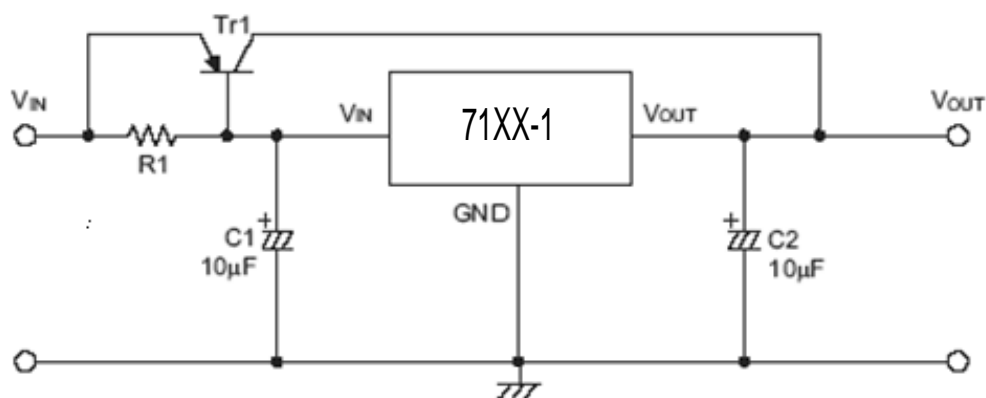 Tr1
VIN
R1
VIN
71XX-1
VOUT
VOUT
GND
:
C1
10µF
C2
10µF